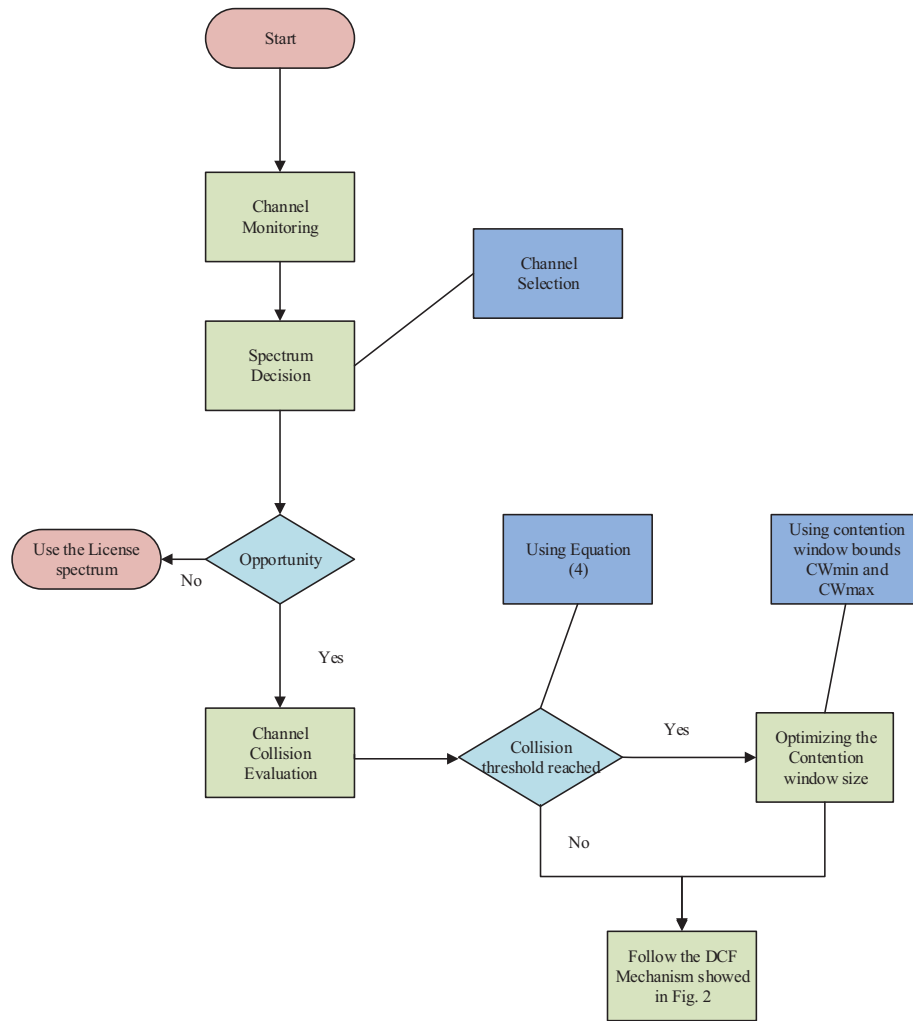 Start
Channel
Monitoring
Channel
Selection
Spectrum
Decision
Opportunity
Use the License
spectrum
No
Yes
Using Equation
(4)
Using contention
window bounds
CWmin and
CWmax
Channel
Collision
Evaluation
Collision
threshold reached
Yes
No
Optimizing the
Contention
window size
Follow the DCF
Mechanism showed
in Fig. 2